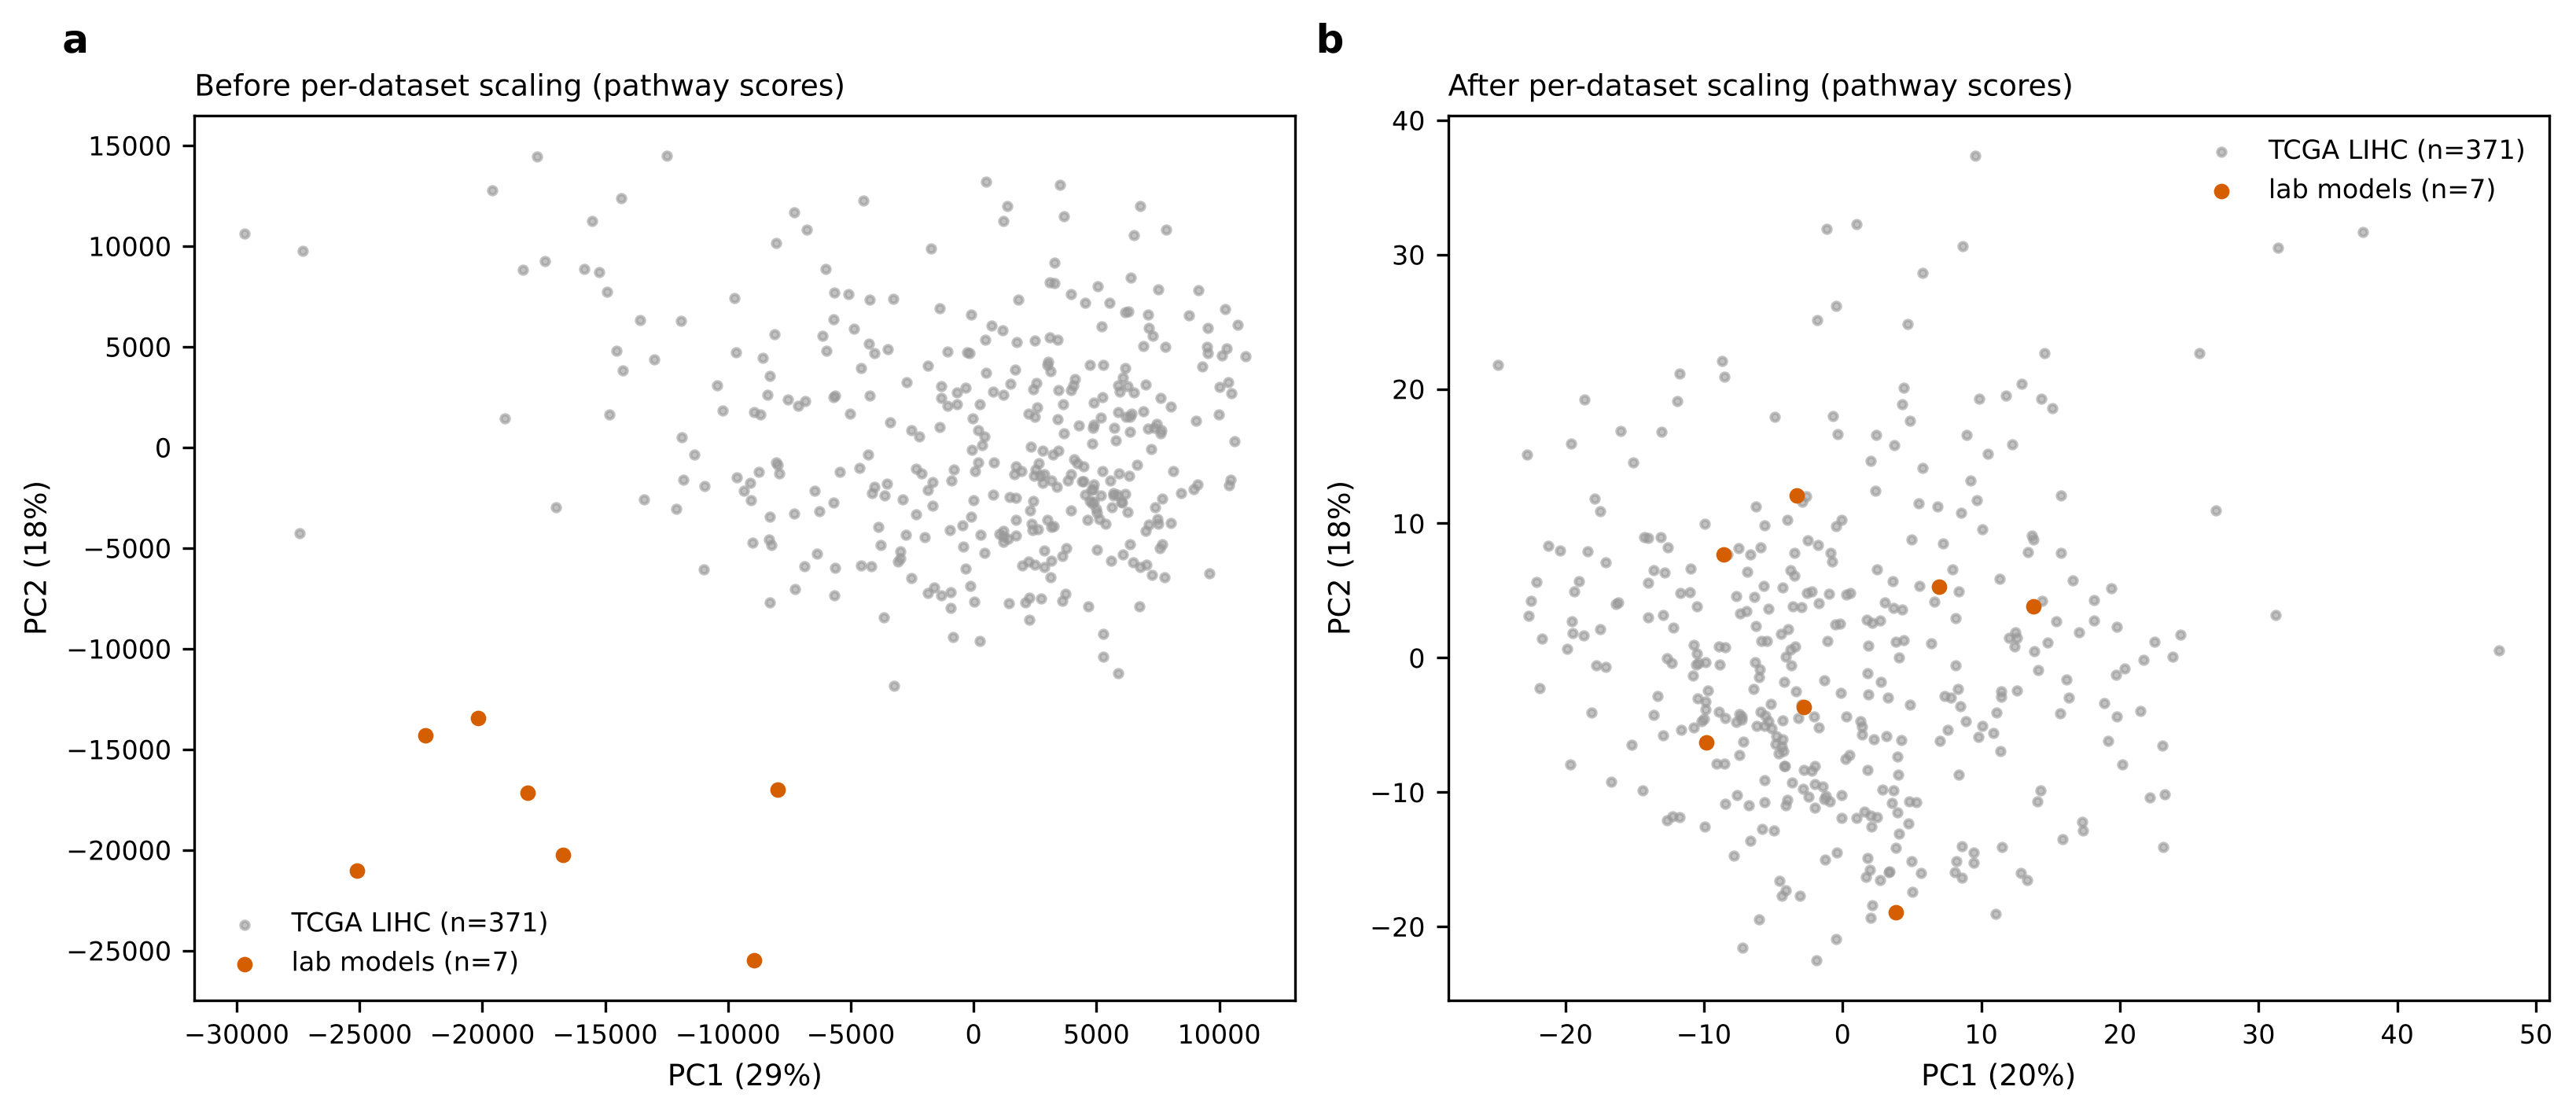 a
Before per-dataset scaling (pathway scores)
15000
10000
5000
0
−5000
−10000
−15000
−20000
−25000
PC2 (18%)
TCGA LIHC (n=371)
lab models (n=7)
−30000 −25000 −20000 −15000 −10000 −5000 0 5000 10000
PC1 (29%)
b
After per-dataset scaling (pathway scores)
40
30
20
10
0
−10
−20
PC2 (18%)
TCGA LIHC (n=371)
lab models (n=7)
−20 −10 0 10 20 30 40 50
PC1 (20%)